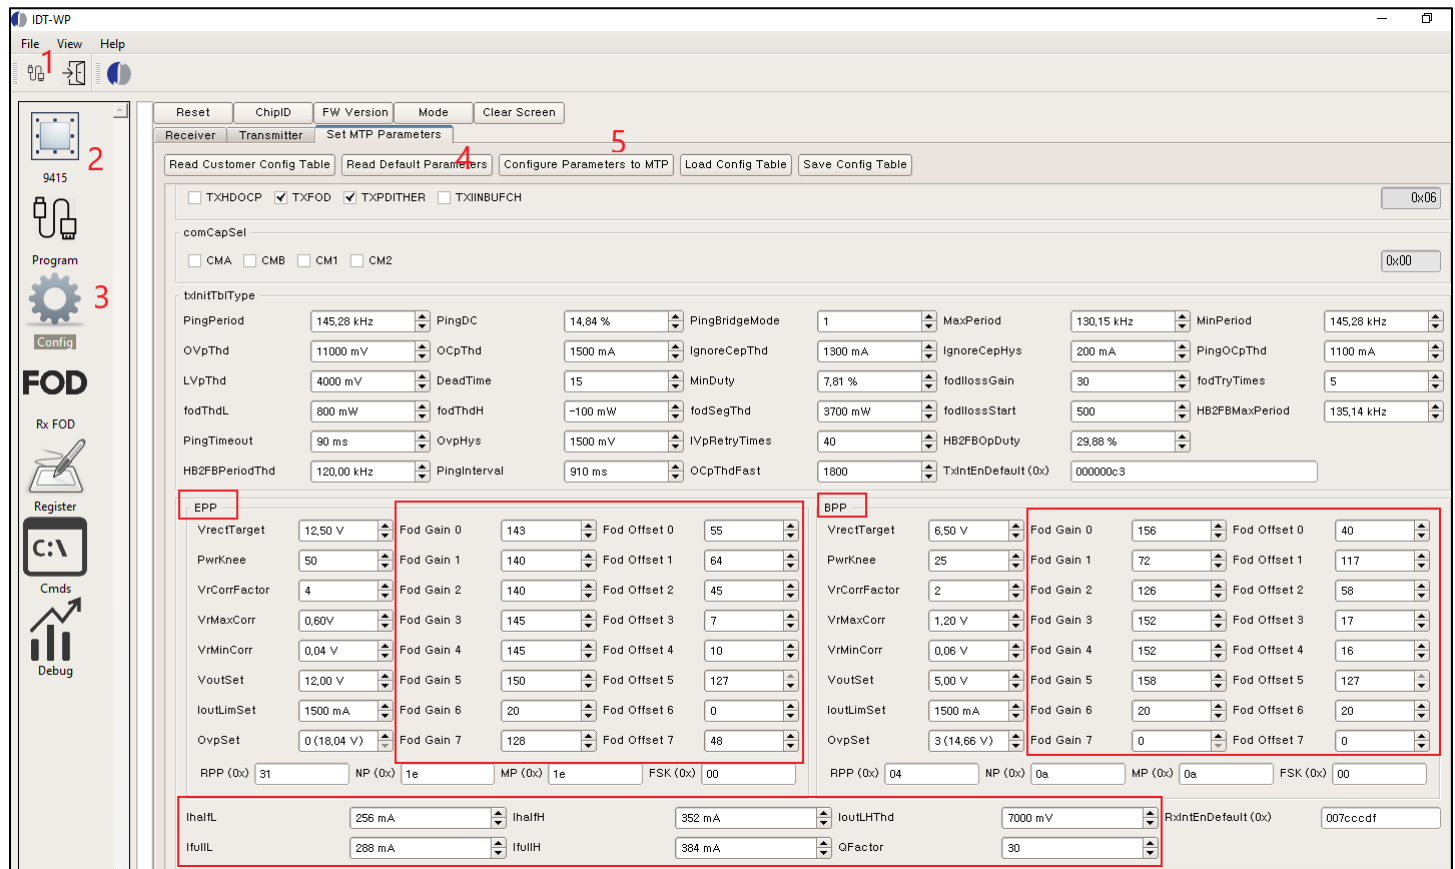 IDT-WP
File View Help
1
Reset ChipID FW Version Mode Clear Screen
Receiver Transmitter Set MTP Parameters 5
2 Read Customer Config Table Read Default Parameters 4 Configure Parameters to MTP Load Config Table Save Config Table
9415
TXHDOCP TXFOD TXPDITHER TXIINBUFCH 0x06
comCapSel
Program CMA CMB CM1 CM2 0x00
3 txInitTblType
PingPeriod 145,28 kHz PingDC 14,84 % PingBridgeMode 1 MaxPeriod 130,15 kHz MinPeriod 145,28 kHz
Config
OVpThd 11000 mV OCpThd 1500 mA IgnoreCepThd 1300 mA IgnoreCepHys 200 mA PingOCpThd 1100 mA
FOD
LVpThd 4000 mV DeadTime 15 MinDuty 7,81 % fodIlossGain 30 fodTryTimes 5
fodThdL 800 mW fodThdH -100 mW fodSegThd 3700 mW fodIlossStart 500 HB2FBMaxPeriod 135,14 kHz
Rx FOD
PingTimeout 90 ms OvpHys 1500 mV IVpRetryTimes 40 HB2FBOpDuty 29,88 %
HB2FBPeriodThd 120,00 kHz PingInterval 910 ms OCpThdFast 1800 TxIntEnDefault (0x) 000000c3
Register EPP BPP
VrectTarget 12,50 V Fod Gain 0 143 Fod Offset 0 55 VrectTarget 6,50 V Fod Gain 0 156 Fod Offset 0 40
C:\
PwrKnee 50 Fod Gain 1 140 Fod Offset 1 64 PwrKnee 25 Fod Gain 1 72 Fod Offset 1 117
Cmds
VrCorrFactor 4 Fod Gain 2 140 Fod Offset 2 45 VrCorrFactor 2 Fod Gain 2 126 Fod Offset 2 58
VrMaxCorr 0,60V Fod Gain 3 145 Fod Offset 3 7 VrMaxCorr 1,20 V Fod Gain 3 152 Fod Offset 3 17
VrMinCorr 0,04 V Fod Gain 4 145 Fod Offset 4 10 VrMinCorr 0,06 V Fod Gain 4 152 Fod Offset 4 16
Debug
VoutSet 12,00 V Fod Gain 5 150 Fod Offset 5 127 VoutSet 5,00 V Fod Gain 5 158 Fod Offset 5 127
IoutLimSet 1500 mA Fod Gain 6 20 Fod Offset 6 0 IoutLimSet 1500 mA Fod Gain 6 20 Fod Offset 6 20
OvpSet 0 (18,04 V) Fod Gain 7 128 Fod Offset 7 48 OvpSet 3 (14,66 V) Fod Gain 7 0 Fod Offset 7 0
RPP (0x) 31 NP (0x) 1e MP (0x) 1e FSK (0x) 00 RPP (0x) 04 NP (0x) 0a MP (0x) 0a FSK (0x) 00
IhalfL 256 mA IhalfH 352 mA IoutLHThd 7000 mV RxIntEnDefault (0x) 007cccdf
IfullL 288 mA IfullH 384 mA QFactor 30